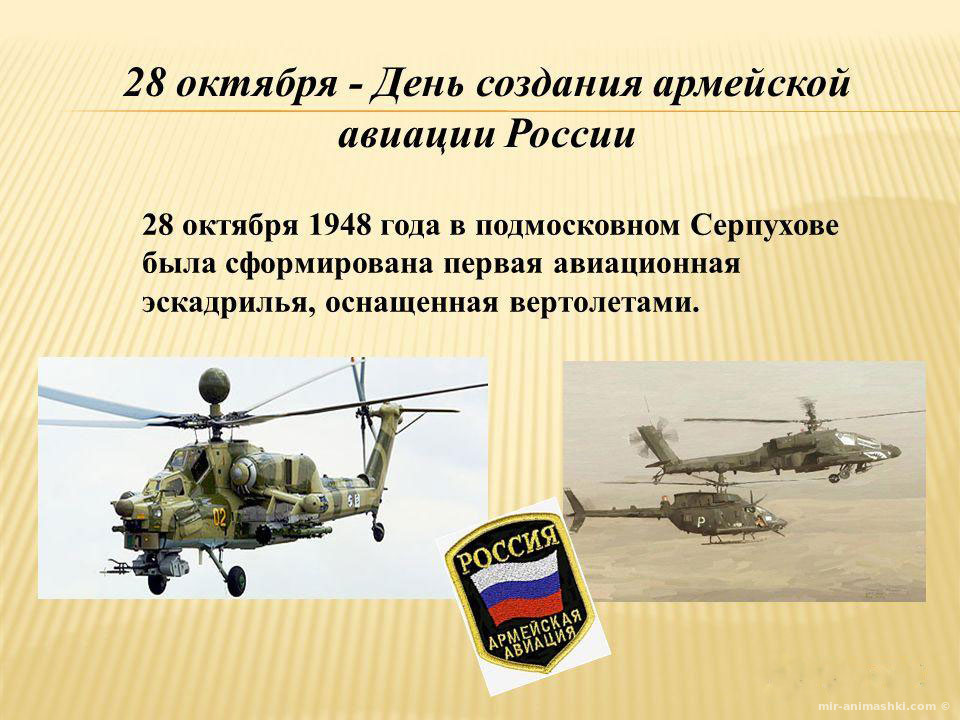 28 октября - День создания армейской
авиации России
28 октября 1948 года в подмосковном Серпухове
была сформирована первая авиационная
эскадрилья, оснащенная вертолетами.
02
P
РОССИЯ
АРМЕЙСКАЯ
АВИАЦИЯ
mir-animashki.com ©